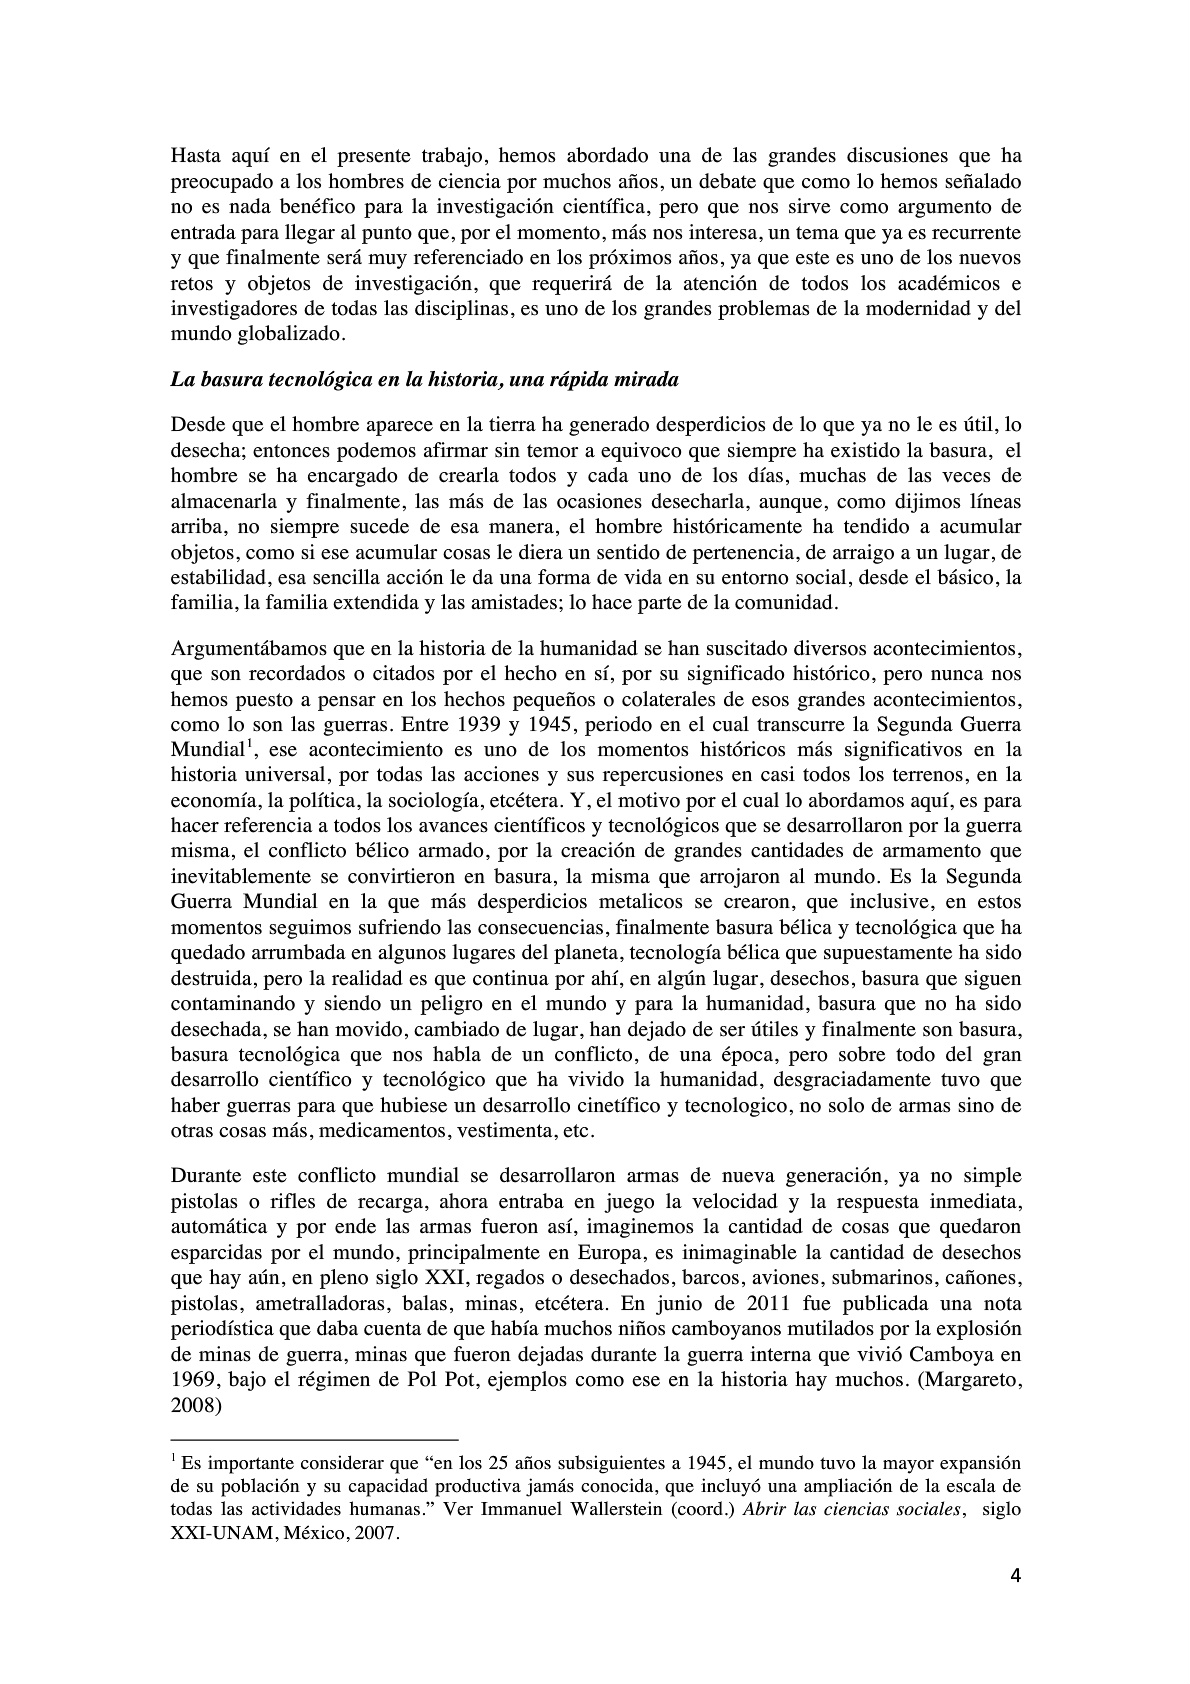 Hasta aquí en el presente trabajo, hemos abordado una de las grandes discusiones que ha
preocupado a los hombres de ciencia por muchos años, un debate que como lo hemos señalado
no es nada benéfico para la investigación científica, pero que nos sirve como argumento de
entrada para llegar al punto que, por el momento, más nos interesa, un tema que ya es recurrente
y que finalmente será muy referenciado en los próximos años, ya que este es uno de los nuevos
retos y objetos de investigación, que requerirá de la atención de todos los académicos e
investigadores de todas las disciplinas, es uno de los grandes problemas de la modernidad y del
mundo globalizado.
La basura tecnológica en la historia, una rápida mirada
Desde que el hombre aparece en la tierra ha generado desperdicios de lo que ya no le es útil, lo
desecha; entonces podemos afirmar sin temor a equivoco que siempre ha existido la basura, el
hombre se ha encargado de crearla todos y cada uno de los días, muchas de las veces de
almacenarla y finalmente, las más de las ocasiones desecharla, aunque, como dijimos líneas
arriba, no siempre sucede de esa manera, el hombre históricamente ha tendido a acumular
objetos, como si ese acumular cosas le diera un sentido de pertenencia, de arraigo a un lugar, de
estabilidad, esa sencilla acción le da una forma de vida en su entorno social, desde el básico, la
familia, la familia extendida y las amistades; lo hace parte de la comunidad.
Argumentábamos que en la historia de la humanidad se han suscitado diversos acontecimientos,
que son recordados o citados por el hecho en sí, por su significado histórico, pero nunca nos
hemos puesto a pensar en los hechos pequeños o colaterales de esos grandes acontecimientos,
como lo son las guerras. Entre 1939 y 1945, periodo en el cual transcurre la Segunda Guerra
Mundial¹, ese acontecimiento es uno de los momentos históricos más significativos en la
historia universal, por todas las acciones y sus repercusiones en casi todos los terrenos, en la
economía, la política, la sociología, etcétera. Y, el motivo por el cual lo abordamos aquí, es para
hacer referencia a todos los avances científicos y tecnológicos que se desarrollaron por la guerra
misma, el conflicto bélico armado, por la creación de grandes cantidades de armamento que
inevitablemente se convirtieron en basura, la misma que arrojaron al mundo. Es la Segunda
Guerra Mundial en la que más desperdicios metalicos se crearon, que inclusive, en estos
momentos seguimos sufriendo las consecuencias, finalmente basura bélica y tecnológica que ha
quedado arrumbada en algunos lugares del planeta, tecnología bélica que supuestamente ha sido
destruida, pero la realidad es que continua por ahí, en algún lugar, desechos, basura que siguen
contaminando y siendo un peligro en el mundo y para la humanidad, basura que no ha sido
desechada, se han movido, cambiado de lugar, han dejado de ser útiles y finalmente son basura,
basura tecnológica que nos habla de un conflicto, de una época, pero sobre todo del gran
desarrollo científico y tecnológico que ha vivido la humanidad, desgraciadamente tuvo que
haber guerras para que hubiese un desarrollo cinetífico y tecnologico, no solo de armas sino de
otras cosas más, medicamentos, vestimenta, etc.
Durante este conflicto mundial se desarrollaron armas de nueva generación, ya no simple
pistolas o rifles de recarga, ahora entraba en juego la velocidad y la respuesta inmediata,
automática y por ende las armas fueron así, imaginemos la cantidad de cosas que quedaron
esparcidas por el mundo, principalmente en Europa, es inimaginable la cantidad de desechos
que hay aún, en pleno siglo XXI, regados o desechados, barcos, aviones, submarinos, cañones,
pistolas, ametralladoras, balas, minas, etcétera. En junio de 2011 fue publicada una nota
periodística que daba cuenta de que había muchos niños camboyanos mutilados por la explosión
de minas de guerra, minas que fueron dejadas durante la guerra interna que vivió Camboya en
1969, bajo el régimen de Pol Pot, ejemplos como ese en la historia hay muchos. (Margareto,
2008)
¹ Es importante considerar que “en los 25 años subsiguientes a 1945, el mundo tuvo la mayor expansión
de su población y su capacidad productiva jamás conocida, que incluyó una ampliación de la escala de
todas las actividades humanas.” Ver Immanuel Wallerstein (coord.) Abrir las ciencias sociales, siglo
XXI-UNAM, México, 2007.
4